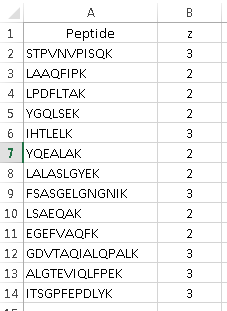 A B
1 Peptide z
2 STPVNVPISQK 3
3 LAAQFIPK 2
4 LPDFLTAK 2
5 YGQLSEK 2
6 IHTLELK 3
7 YQEALAK 2
8 LALASLGYEK 2
9 FSASGELGNGNIK 3
10 LSAEQAK 2
11 EGEFVAQFK 2
12 GDVTAQIALQPALK 3
13 ALGTEVIQLFPEK 3
14 ITSGPFEPDLYK 3